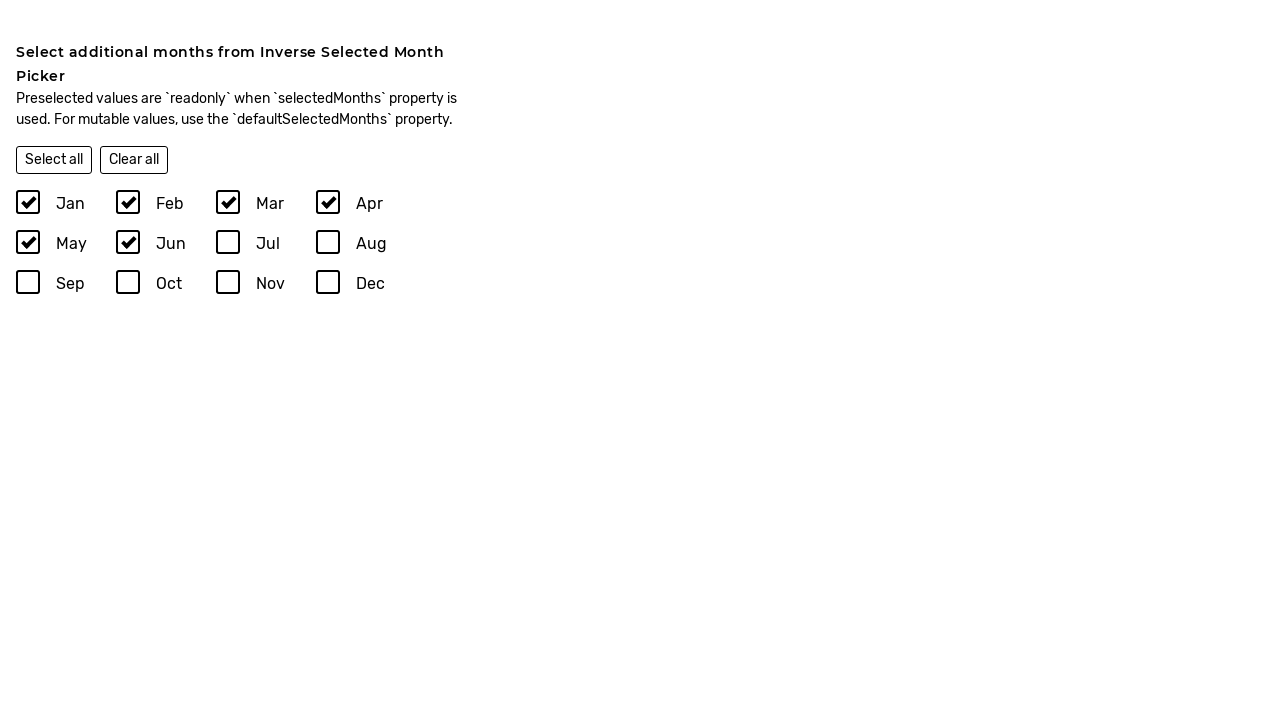 Select additional months from Inverse Selected Month
Picker
Preselected values are `readonly` when `selectedMonths` property is
used. For mutable values, use the `defaultSelectedMonths` property.
Select all Clear all
Jan Feb Mar Apr
May Jun Jul Aug
Sep Oct Nov Dec